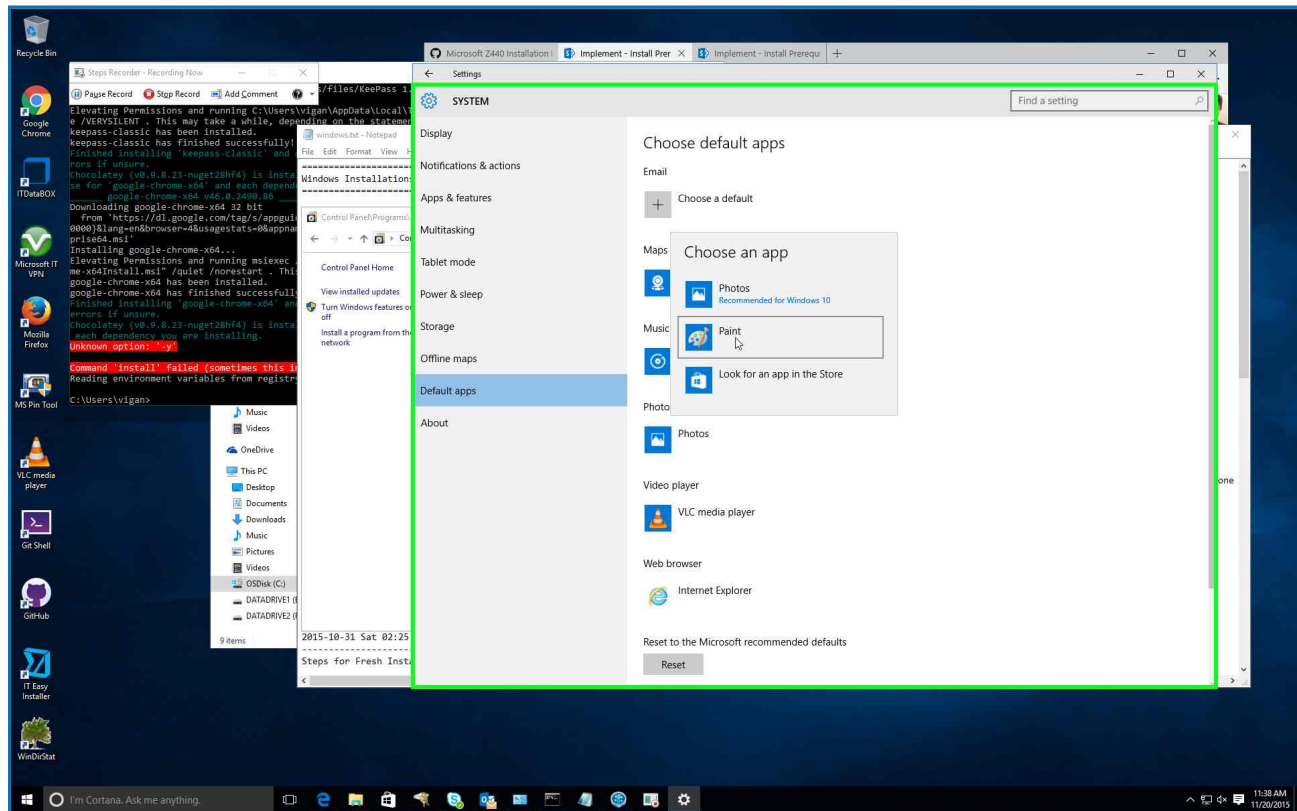 Recycle Bin
Google
Chrome
ITDataBOX
Microsoft IT
VPN
Mozilla
Firefox
MS Pin Tool
VLC media
player
Git Shell
GitHub
IT Easy
Installer
WinDirStat
Steps Recorder - Recording Now
Pause Record
Stop Record
Add Comment
s/files/KeePass 1.
Elevating Permissions and running C:\Users\vigan\AppData\Local\T
e /VERYSILENT . This may take a while, depending on the statemen
keepass-classic has been installed.
keepass-classic has finished successfully!
Finished installing 'keepass-classic' and
rors if unsure.
Chocolatey (v0.9.8.23-nuget28hf4) is insta
se for 'google-chrome-x64' and each depend
google-chrome-x64 v46.0.2490.86
Downloading google-chrome-x64 32 bit
from 'https://dl.google.com/tag/s/appgui
0000}&lang=en&browser=4&usagestats=0&appna
prise64.msi'
Installing google-chrome-x64...
Elevating Permissions and running msiexec
me-x64Install.msi" /quiet /norestart . Thi
google-chrome-x64 has been installed.
google-chrome-x64 has finished successfull
Finished installing 'google-chrome-x64' an
errors if unsure.
Chocolatey (v0.9.8.23-nuget28hf4) is insta
each dependency you are installing.
Unknown option: '-y'
Command 'install' failed (sometimes this i
Reading environment variables from registr
C:\Users\vigan>
windows.txt - Notepad
File Edit Format View H
=======================
Windows Installation
=======================
Control Panel\Programs\
Co
Control Panel Home
View installed updates
Turn Windows features o
off
Install a program from th
network
Music
Videos
OneDrive
This PC
Desktop
Documents
Downloads
Music
Pictures
Videos
OSDisk (C:)
DATADRIVE1 (
DATADRIVE2 (
9 items
2015-10-31 Sat 02:25
-----------------------
Steps for Fresh Insta
Microsoft Z440 Installation
Implement - Install Prer
Implement - Install Prerequ
Settings
SYSTEM
Find a setting
Display
Notifications & actions
Apps & features
Multitasking
Tablet mode
Power & sleep
Storage
Offline maps
Default apps
About
Choose default apps
Email
Choose a default
Maps
Choose an app
Photos
Recommended for Windows 10
Music
Paint
Look for an app in the Store
Photo
Photos
Video player
VLC media player
Web browser
Internet Explorer
Reset to the Microsoft recommended defaults
Reset
one
I'm Cortana. Ask me anything.
11:38 AM
11/20/2015